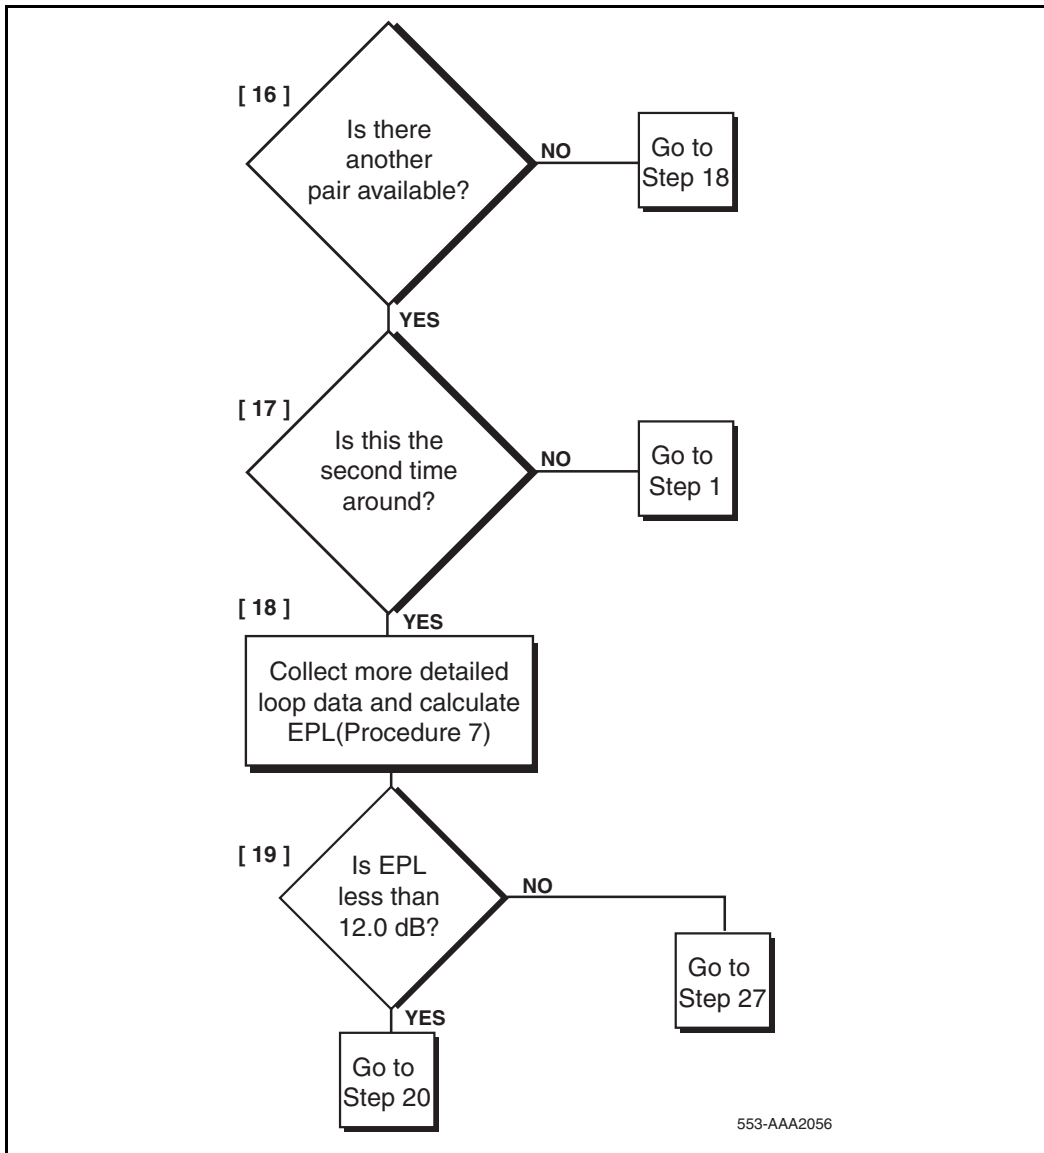 [ 16 ]
Is there
another
pair available?
NO
Go to
Step 18
YES
[ 17 ]
Is this the
second time
around?
NO
Go to
Step 1
YES
[ 18 ]
Collect more detailed
loop data and calculate
EPL(Procedure 7)
[ 19 ]
Is EPL
less than
12.0 dB?
NO
Go to
Step 27
YES
Go to
Step 20
553-AAA2056